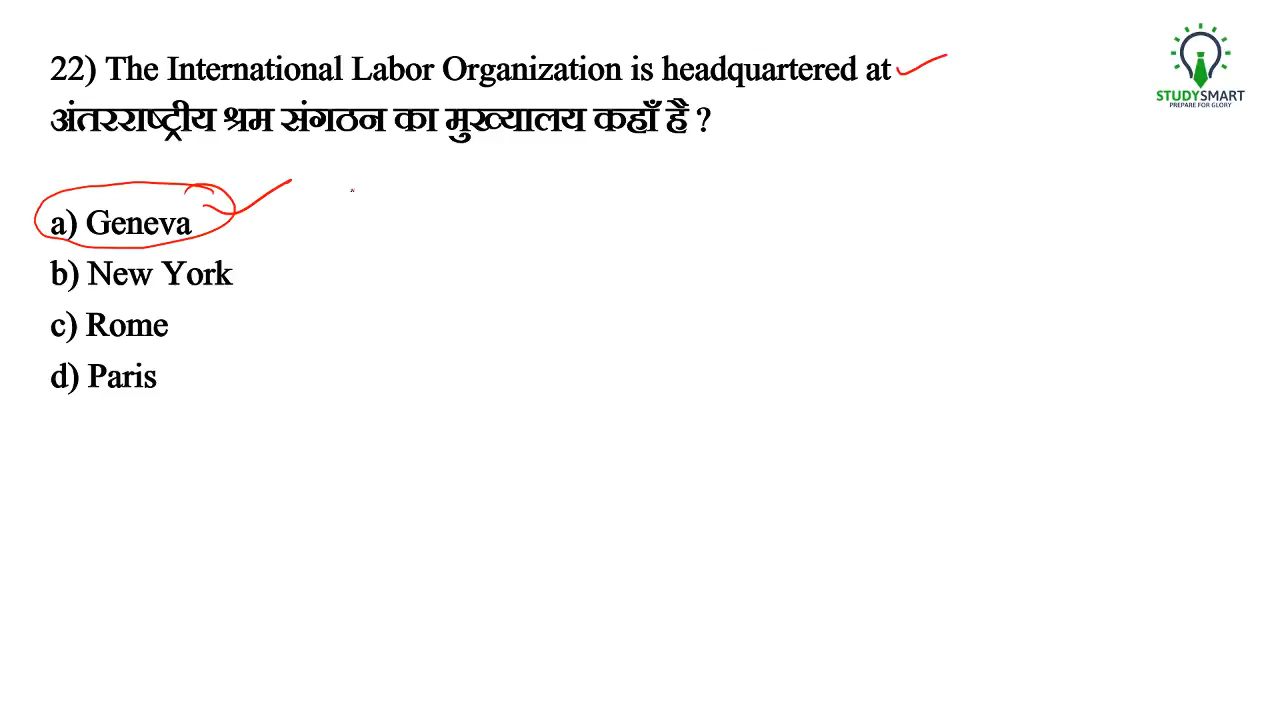 22) The International Labor Organization is headquartered at
अंतरराष्ट्रीय श्रम संगठन का मुख्यालय कहाँ है ?
a) Geneva
b) New York
c) Rome
d) Paris
STUDYSMART
PREPARE FOR GLORY